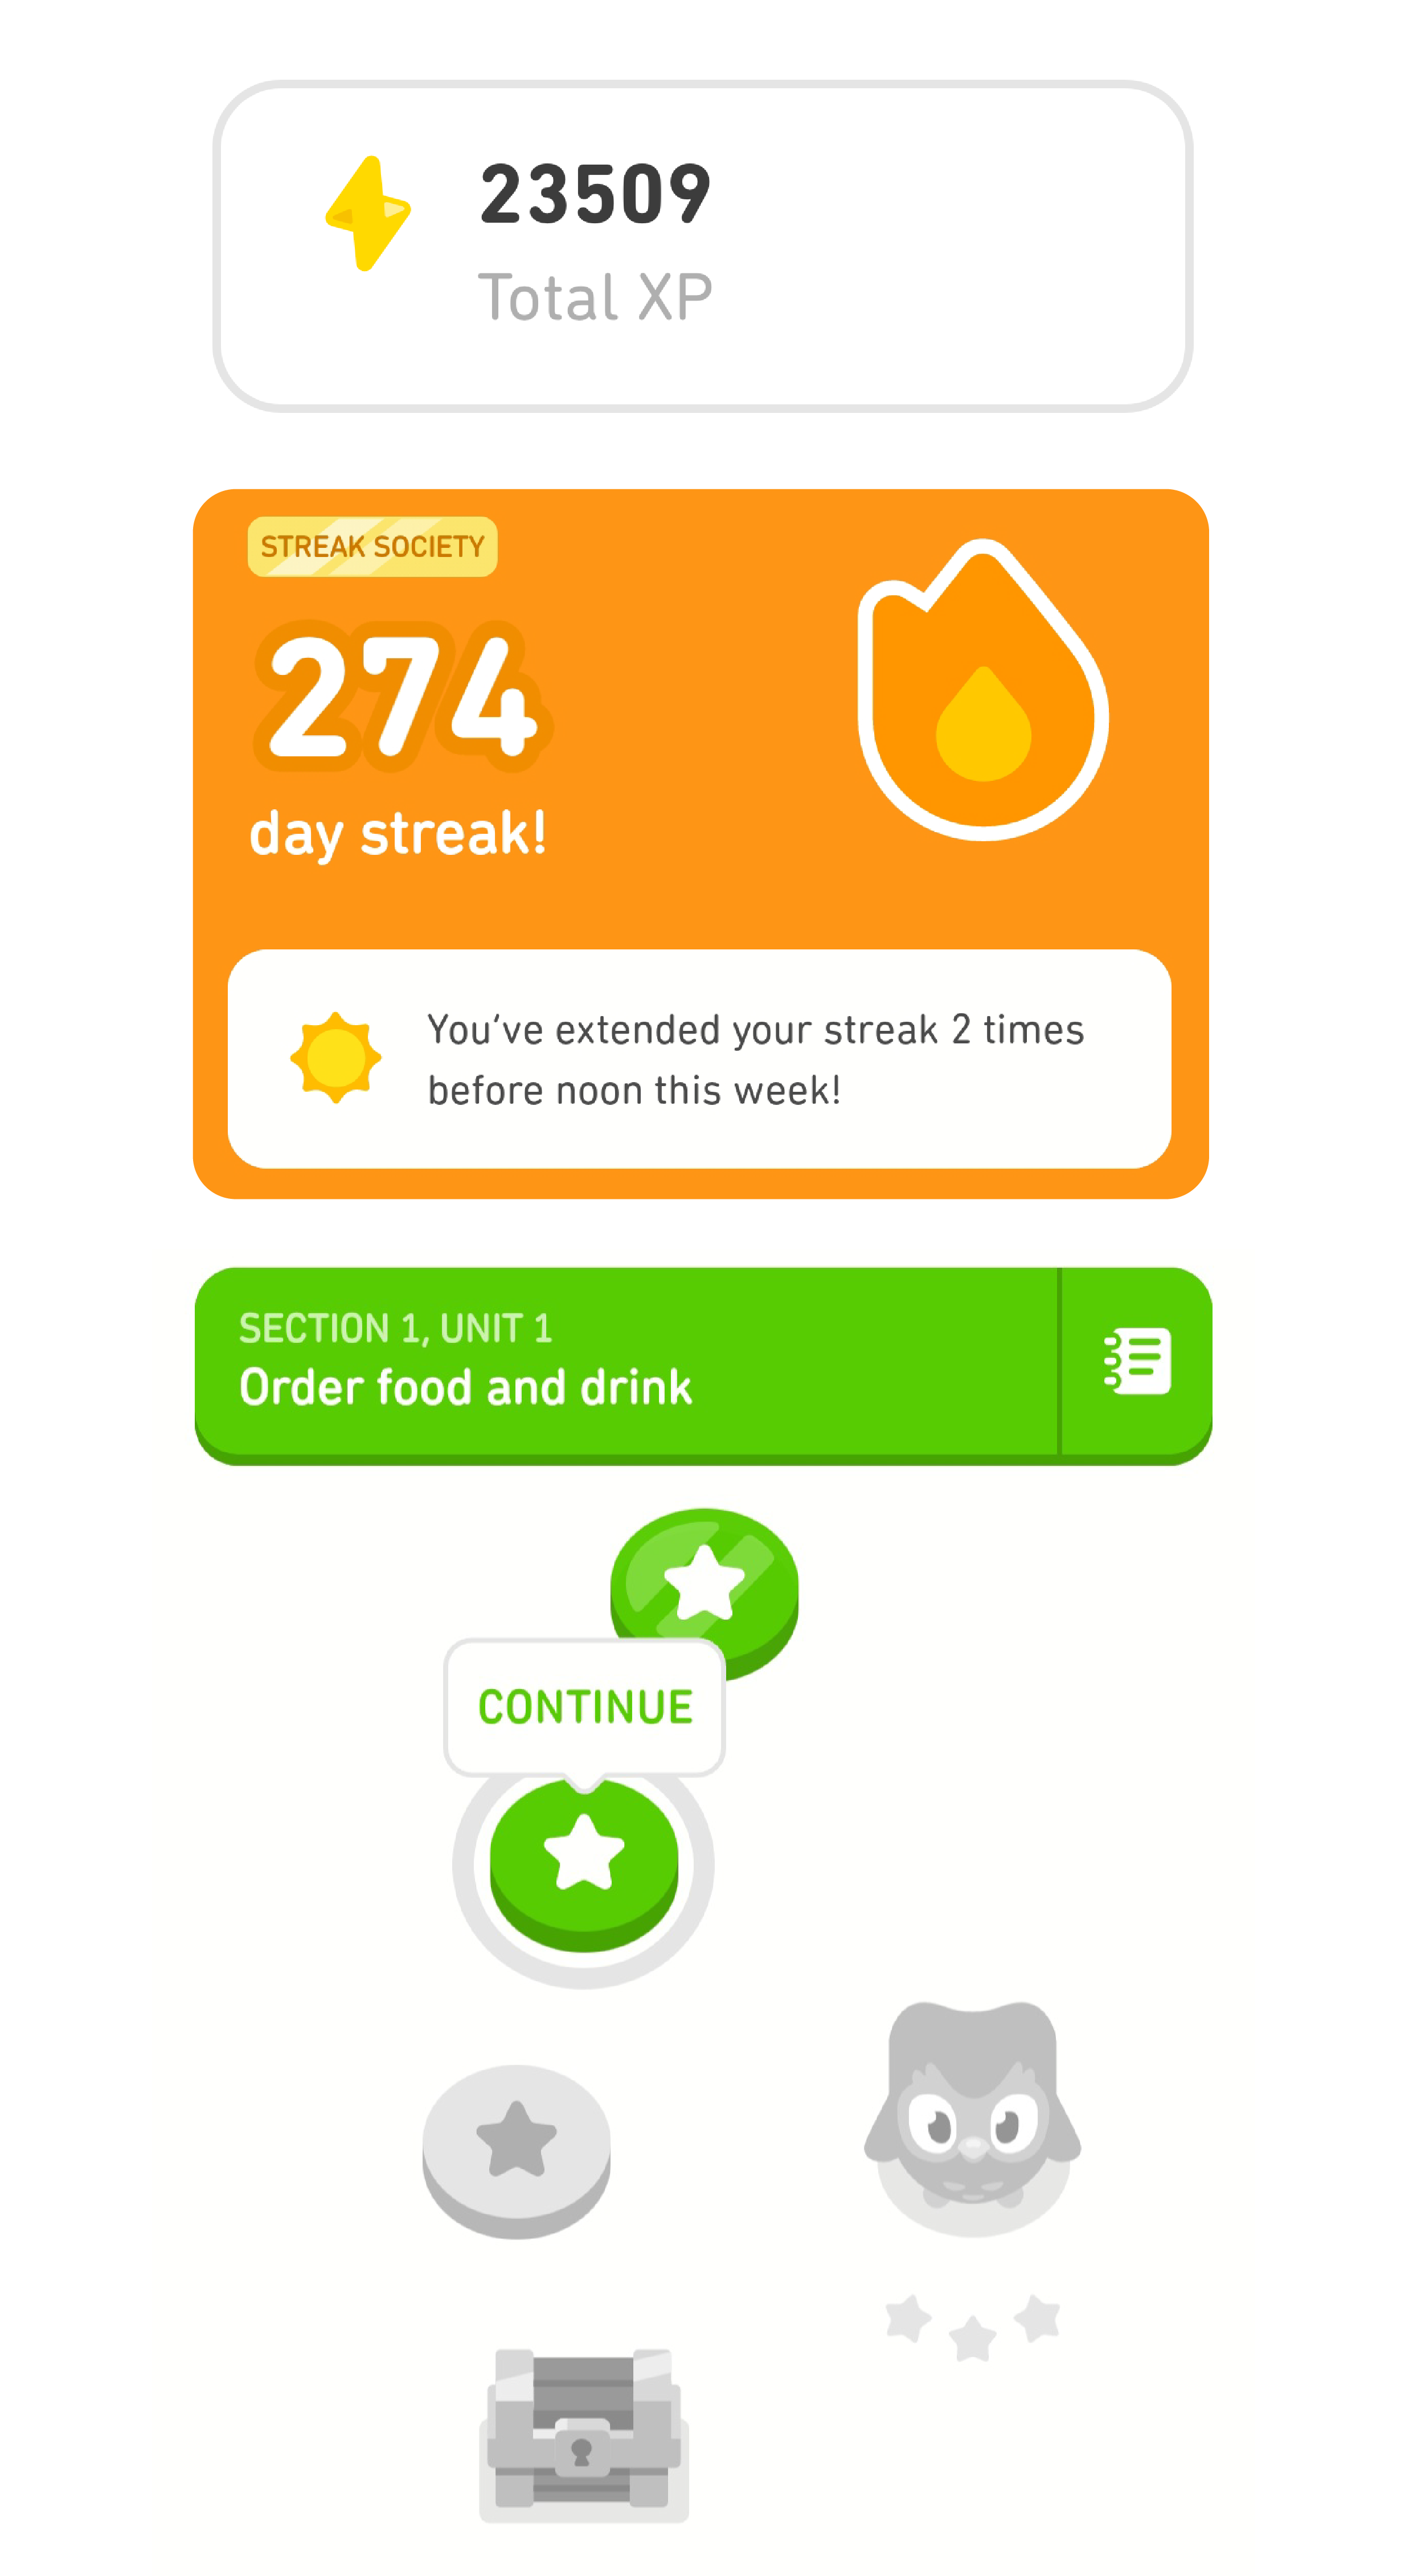 23509
Total XP
STREAK SOCIETY
274
day streak!
You've extended your streak 2 times
before noon this week!
SECTION 1, UNIT 1
Order food and drink
CONTINUE